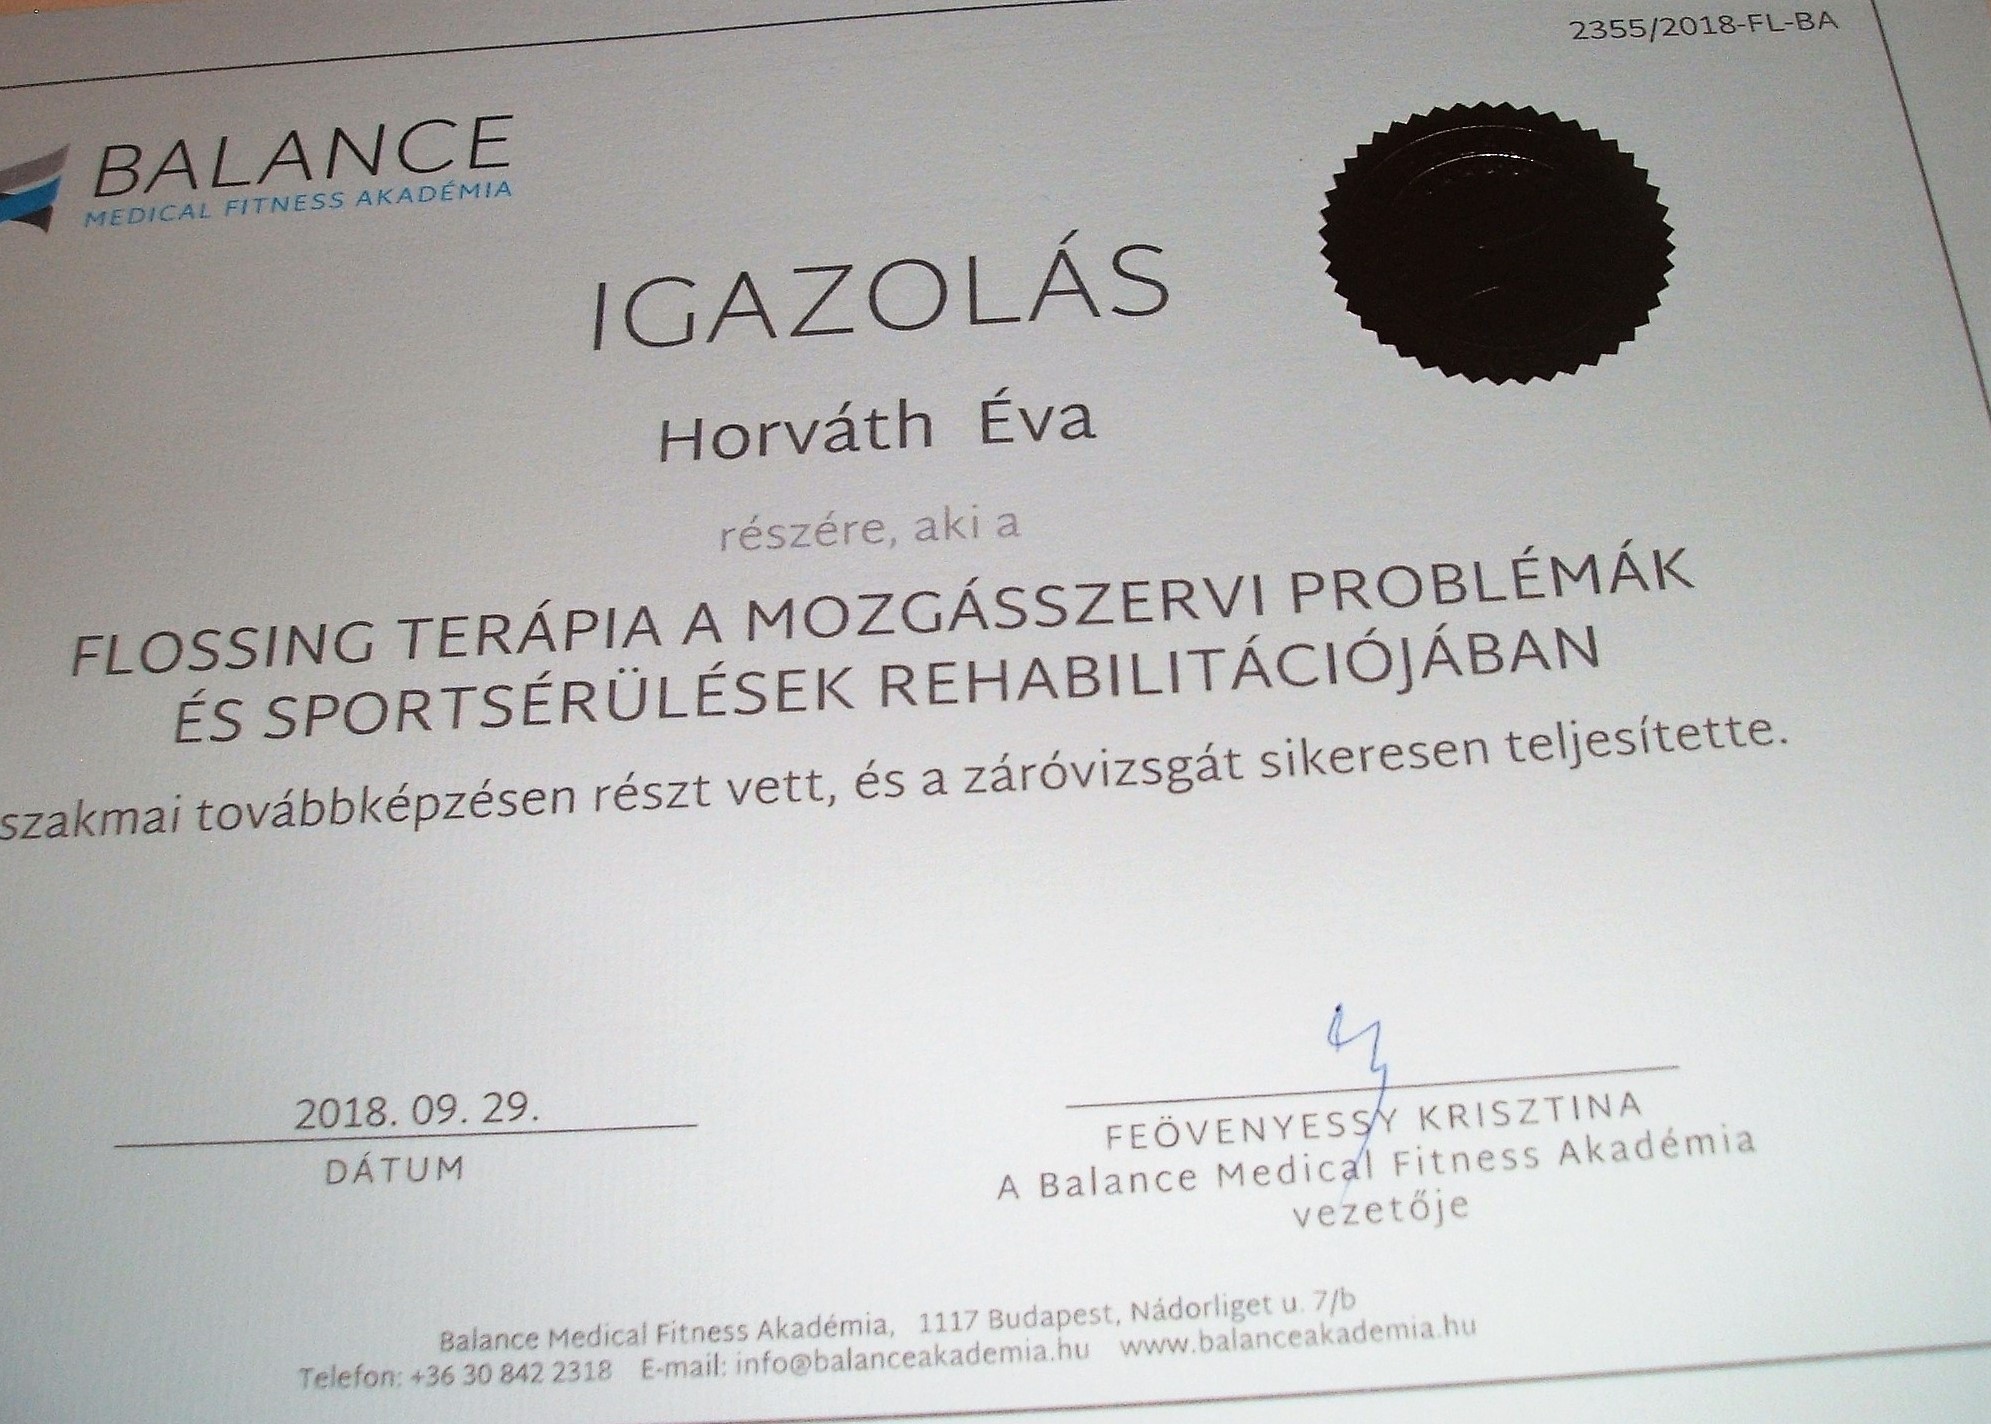 2355/2018-FL-BA
BALANCE
MEDICAL FITNESS AKADÉMIA
IGAZOLÁS
Horváth Éva
részére, aki a
FLOSSING TERÁPIA A MOZGÁSSZERVI PROBLÉMÁK
ÉS SPORTSÉRÜLÉSEK REHABILITÁCIÓJÁBAN
szakmai továbbképzésen részt vett, és a záróvizsgát sikeresen teljesítette.
2018. 09. 29.
DÁTUM
FEÖVENYESSY KRISZTINA
A Balance Medical Fitness Akadémia
vezetője
Balance Medical Fitness Akadémia, 1117 Budapest, Nádorliget u. 7/b
Telefon: +36 30 842 2318 E-mail: info@balanceakademia.hu www.balanceakademia.hu